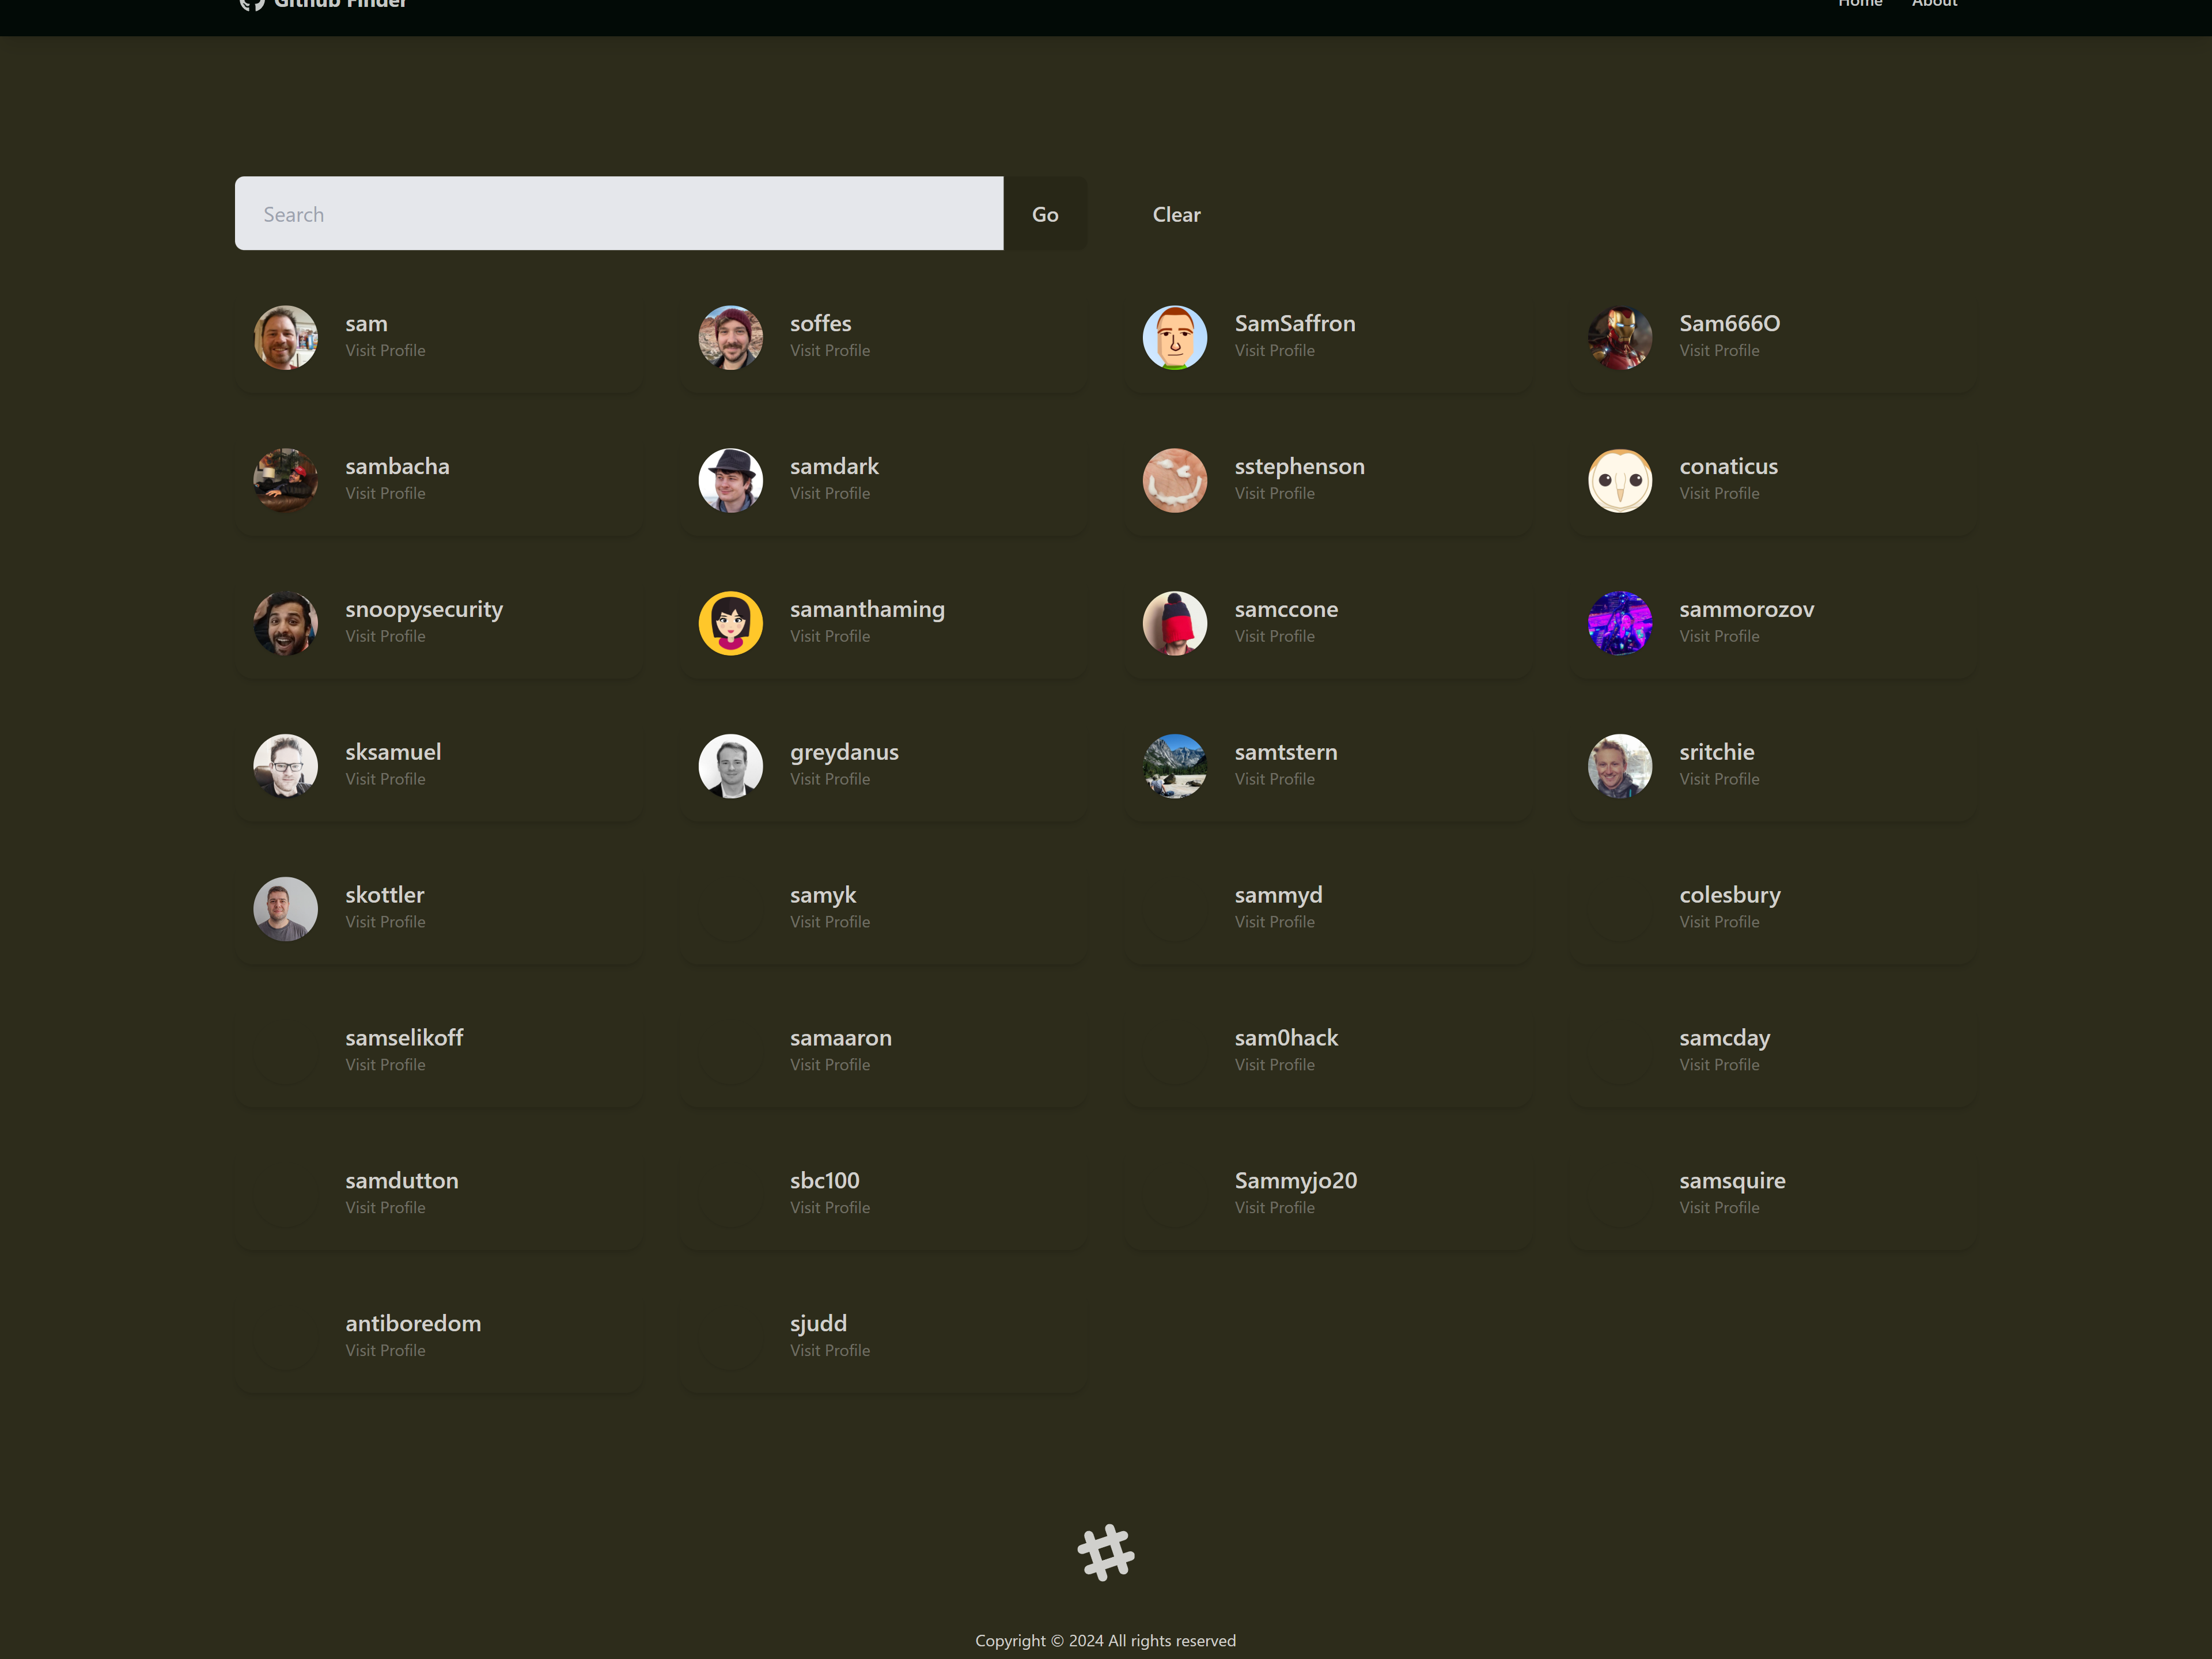 Github Finder
Home About
Search Go Clear
sam
Visit Profile
soffes
Visit Profile
SamSaffron
Visit Profile
Sam666O
Visit Profile
sambacha
Visit Profile
samdark
Visit Profile
sstephenson
Visit Profile
conaticus
Visit Profile
snoopysecurity
Visit Profile
samanthaming
Visit Profile
samccone
Visit Profile
sammorozov
Visit Profile
sksamuel
Visit Profile
greydanus
Visit Profile
samtstern
Visit Profile
sritchie
Visit Profile
skottler
Visit Profile
samyk
Visit Profile
sammyd
Visit Profile
colesbury
Visit Profile
samselikoff
Visit Profile
samaaron
Visit Profile
sam0hack
Visit Profile
samcday
Visit Profile
samdutton
Visit Profile
sbc100
Visit Profile
Sammyjo20
Visit Profile
samsquire
Visit Profile
antiboredom
Visit Profile
sjudd
Visit Profile
Copyright © 2024 All rights reserved